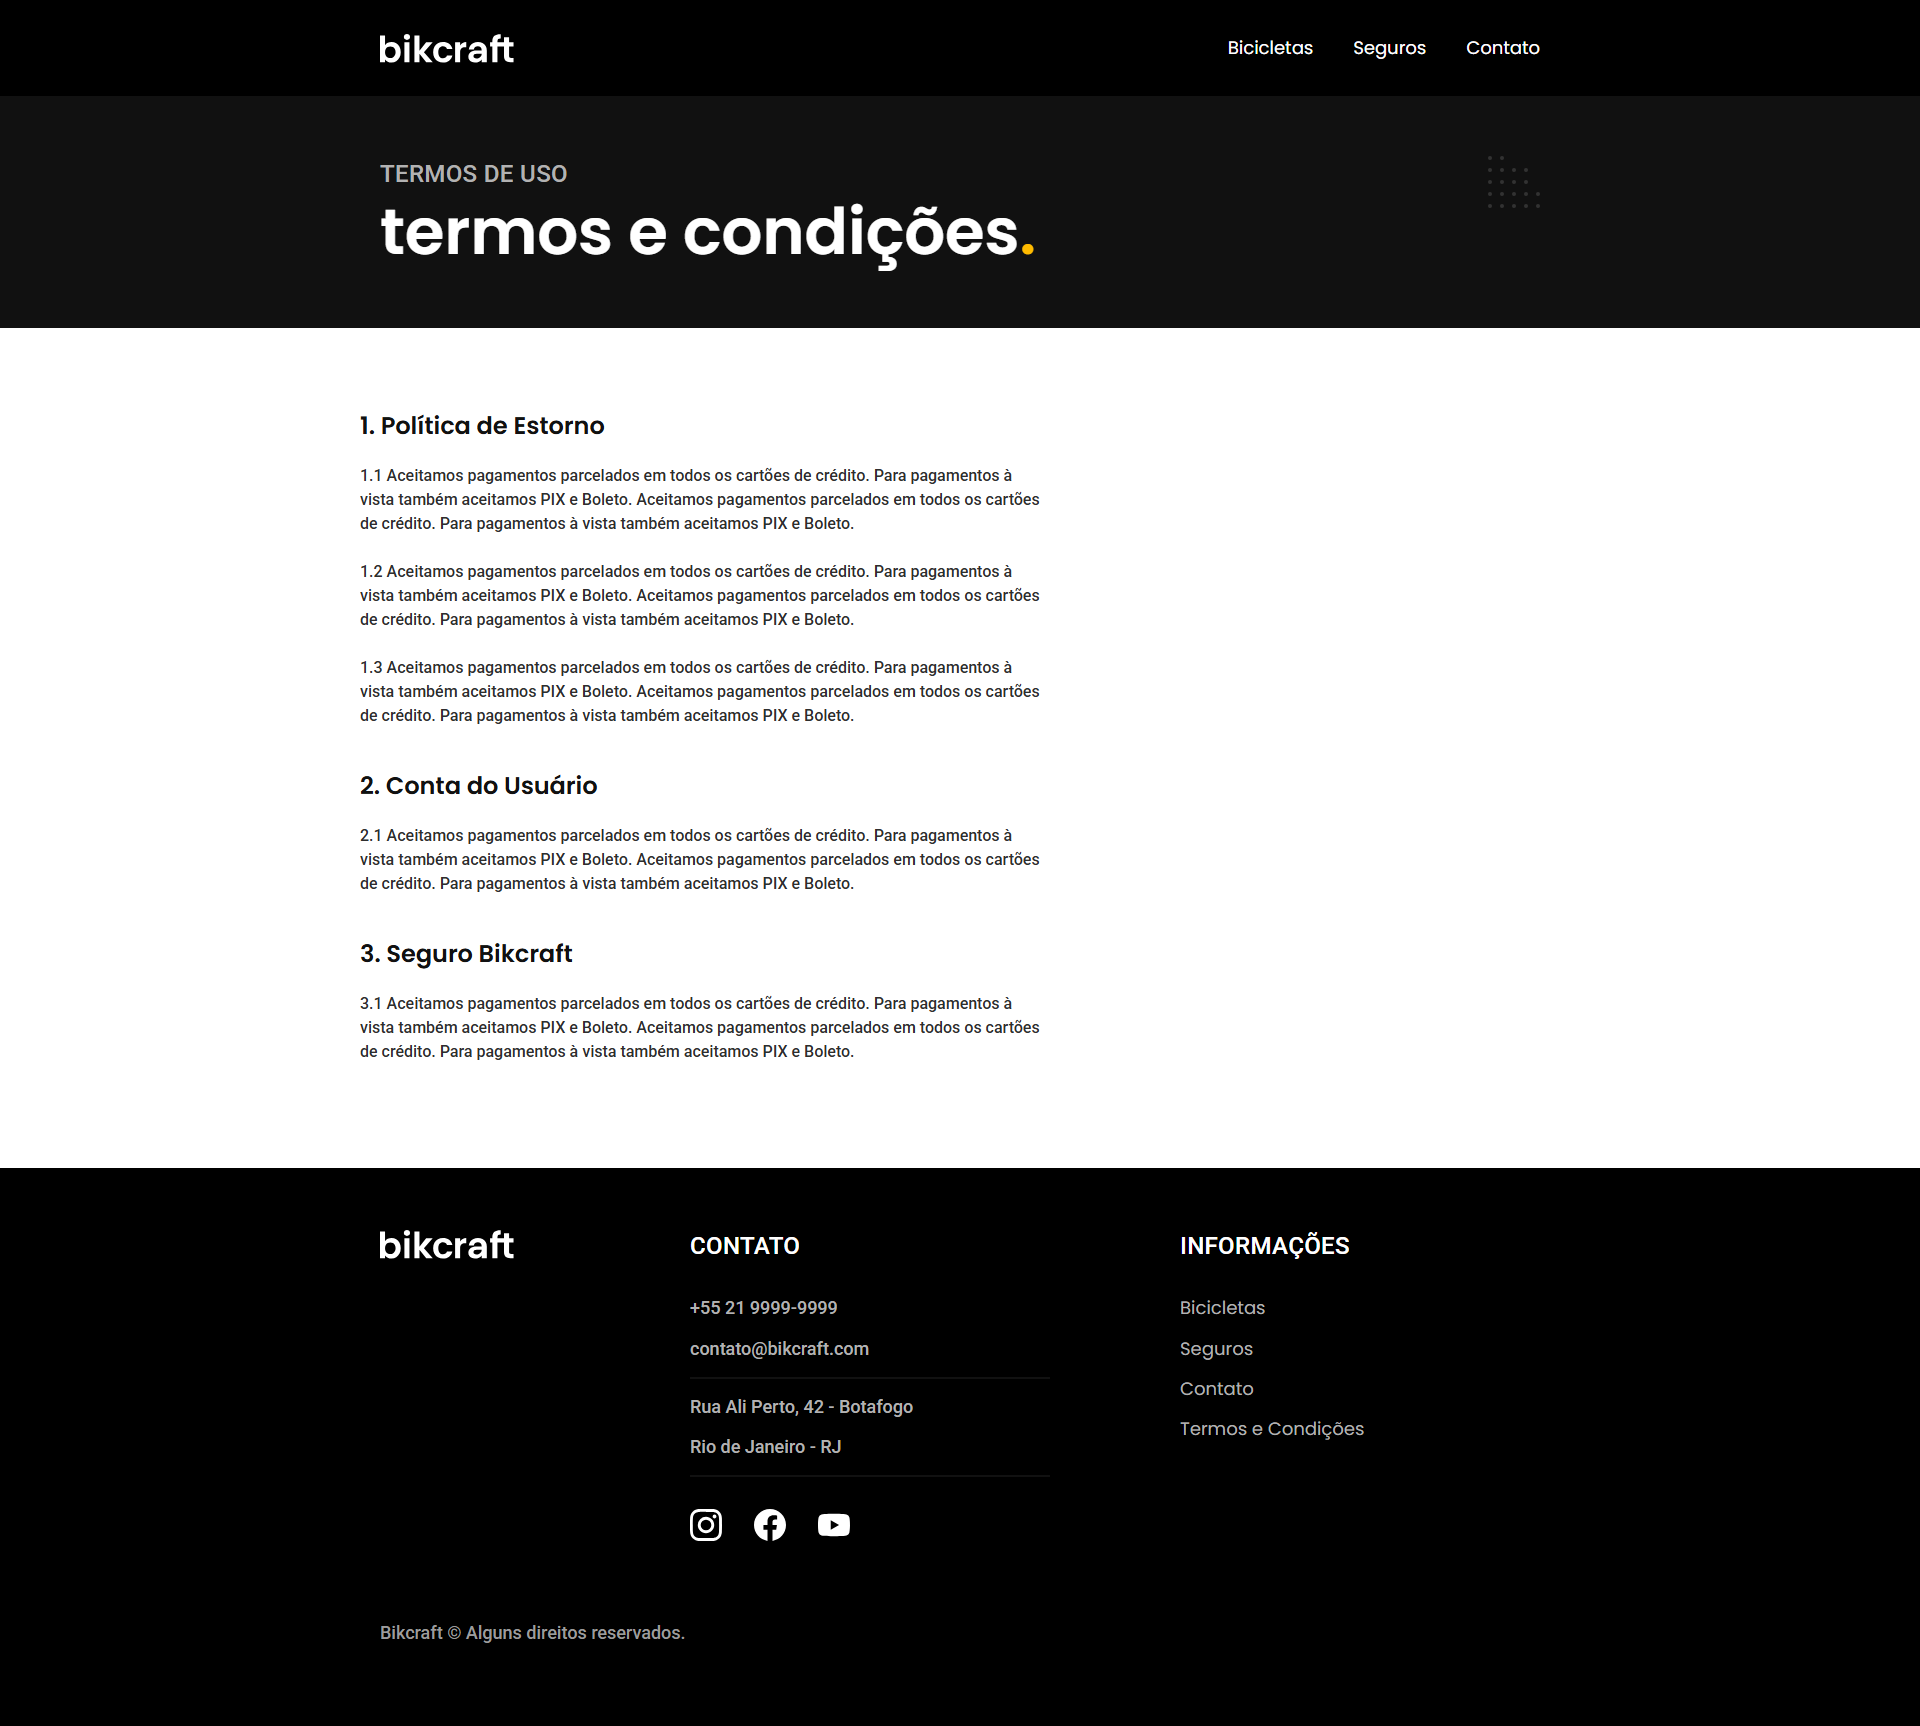 bikcraft
Bicicletas
Seguros
Contato
TERMOS DE USO
termos e condições.
1. Política de Estorno
1.1 Aceitamos pagamentos parcelados em todos os cartões de crédito. Para pagamentos à
vista também aceitamos PIX e Boleto. Aceitamos pagamentos parcelados em todos os cartões
de crédito. Para pagamentos à vista também aceitamos PIX e Boleto.
1.2 Aceitamos pagamentos parcelados em todos os cartões de crédito. Para pagamentos à
vista também aceitamos PIX e Boleto. Aceitamos pagamentos parcelados em todos os cartões
de crédito. Para pagamentos à vista também aceitamos PIX e Boleto.
1.3 Aceitamos pagamentos parcelados em todos os cartões de crédito. Para pagamentos à
vista também aceitamos PIX e Boleto. Aceitamos pagamentos parcelados em todos os cartões
de crédito. Para pagamentos à vista também aceitamos PIX e Boleto.
2. Conta do Usuário
2.1 Aceitamos pagamentos parcelados em todos os cartões de crédito. Para pagamentos à
vista também aceitamos PIX e Boleto. Aceitamos pagamentos parcelados em todos os cartões
de crédito. Para pagamentos à vista também aceitamos PIX e Boleto.
3. Seguro Bikcraft
3.1 Aceitamos pagamentos parcelados em todos os cartões de crédito. Para pagamentos à
vista também aceitamos PIX e Boleto. Aceitamos pagamentos parcelados em todos os cartões
de crédito. Para pagamentos à vista também aceitamos PIX e Boleto.
bikcraft
CONTATO
+55 21 9999-9999
contato@bikcraft.com
Rua Ali Perto, 42 - Botafogo
Rio de Janeiro - RJ
INFORMAÇÕES
Bicicletas
Seguros
Contato
Termos e Condições
Bikcraft © Alguns direitos reservados.